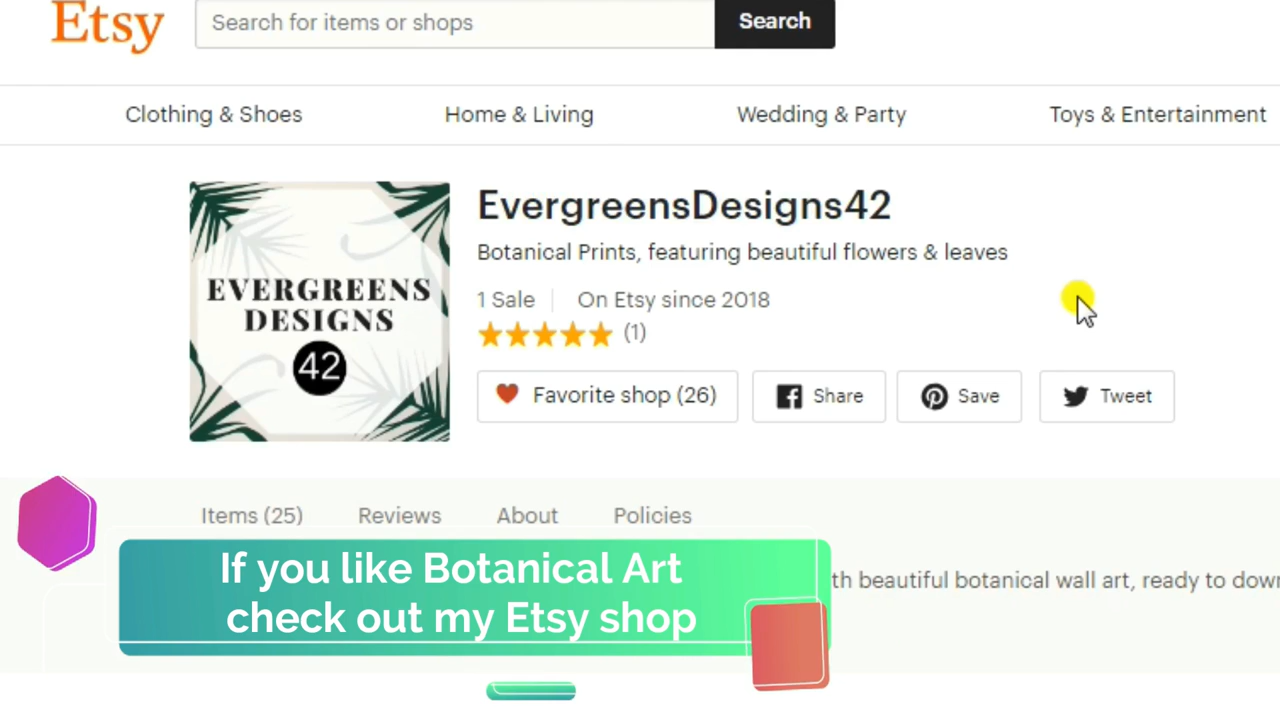 Etsy
Search for items or shops
Search
Clothing & Shoes
Home & Living
Wedding & Party
Toys & Entertainment
EVERGREENS
DESIGNS
42
EvergreensDesigns42
Botanical Prints, featuring beautiful flowers & leaves
1 Sale
On Etsy since 2018
(1)
Favorite shop (26)
Share
Save
Tweet
Items (25)
Reviews
About
Policies
If you like Botanical Art
check out my Etsy shop
beautiful botanical wall art, ready to